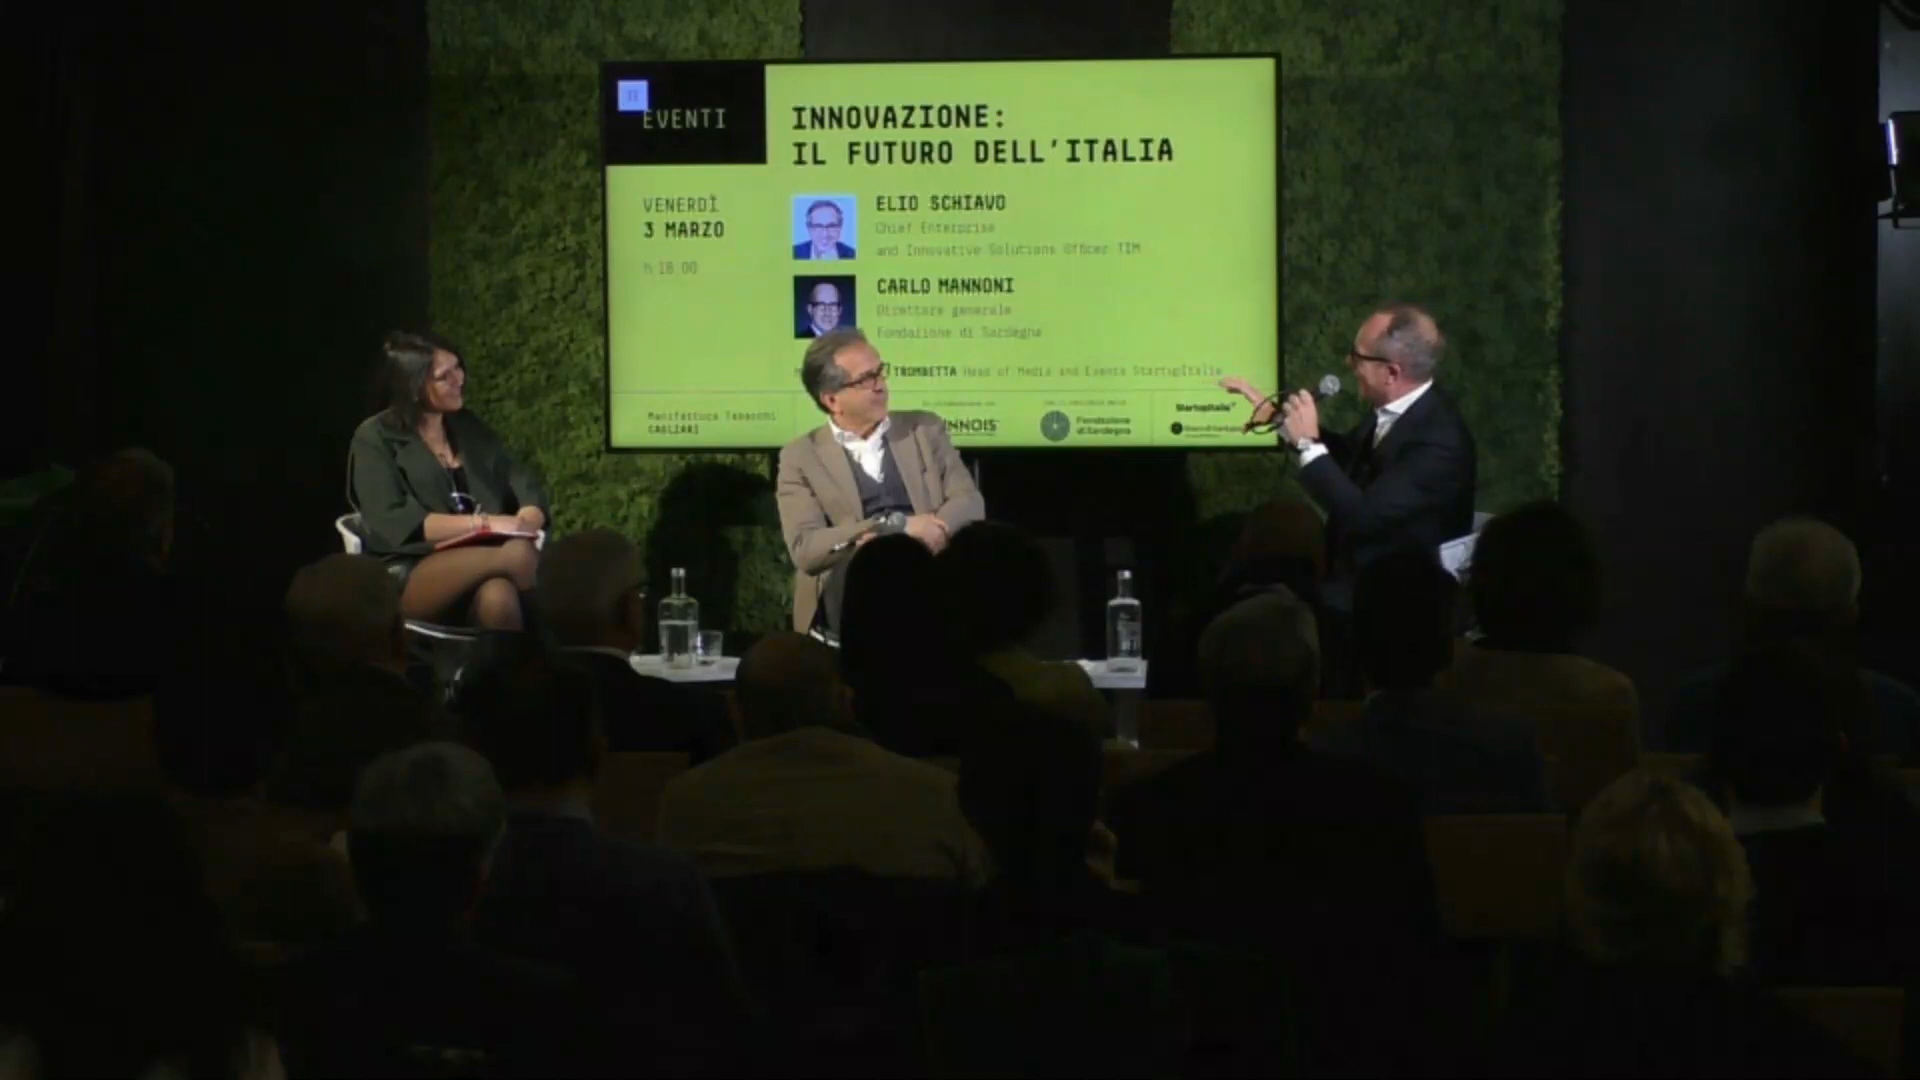 EVENTI
INNOVAZIONE:
IL FUTURO DELL'ITALIA
VENERDÌ
3 MARZO
h 18:00
ELIO SCHIAVO
Chief Enterprise
and Innovative Solutions Officer TIM
CARLO MANNONI
Direttore generale
Fondazione di Sardegna
TROMBETTA Head of Media and Events StartupItalia
Manifattura Tabacchi
CAGLIARI
INNOIS
Fondazione
di Sardegna
StartupItalia